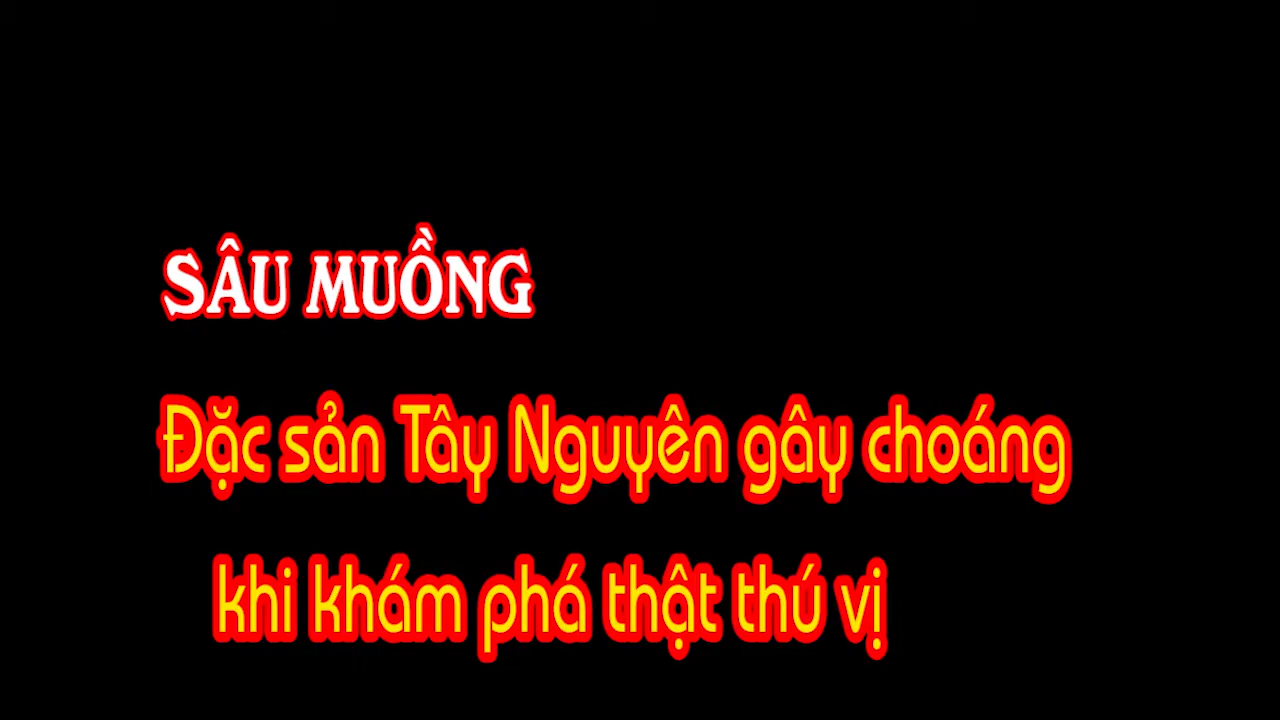 SÂU MUỒNG
Đặc sản Tây Nguyên gây choáng
khi khám phá thật thú vị